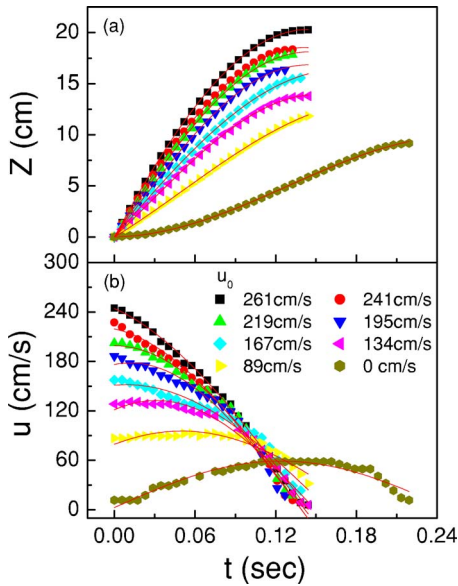 (a)
20
15
10
5
0
Z (cm)
(b)
u₀
261cm/s 241cm/s
219cm/s 195cm/s
167cm/s 134cm/s
89cm/s 0 cm/s
300
240
180
120
60
0
u (cm/s)
0.00 0.06 0.12 0.18 0.24
t (sec)